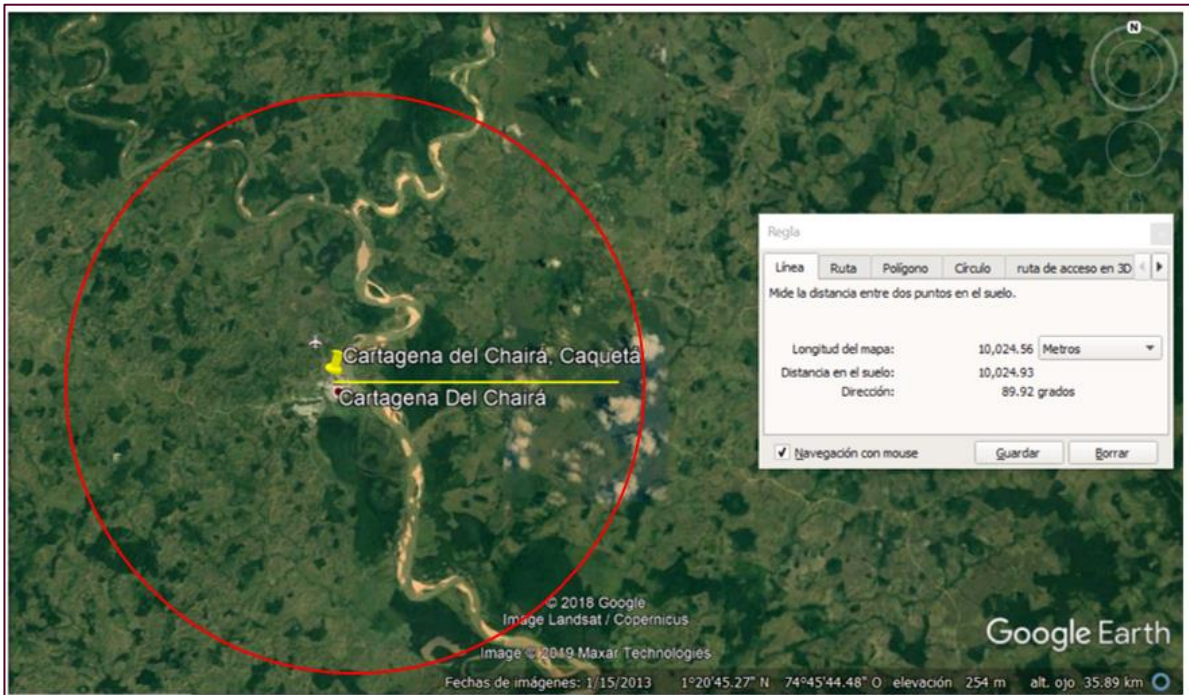 N
Cartagena del Chairá, Caquetá
Cartagena Del Chairá
Regla
Línea Ruta Polígono Círculo ruta de acceso en 3D
Mide la distancia entre dos puntos en el suelo.
Longitud del mapa: 10,024.56 Metros
Distancia en el suelo: 10,024.93
Dirección: 89.92 grados
Navegación con mouse Guardar Borrar
© 2018 Google
Image Landsat / Copernicus
Image © 2019 Maxar Technologies
Google Earth
Fechas de imágenes: 1/15/2013 1°20'45.27" N 74°45'44.48" O elevación 254 m alt. ojo 35.89 km